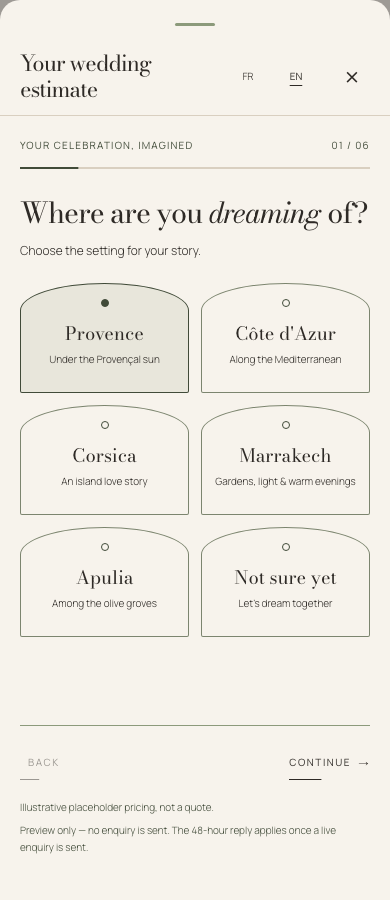 Your wedding
estimate
FR
EN
YOUR CELEBRATION, IMAGINED
01 / 06
Where are you dreaming of?
Choose the setting for your story.
Provence
Under the Provençal sun
Côte d'Azur
Along the Mediterranean
Corsica
An island love story
Marrakech
Gardens, light & warm evenings
Apulia
Among the olive groves
Not sure yet
Let's dream together
BACK
CONTINUE →
Illustrative placeholder pricing, not a quote.
Preview only — no enquiry is sent. The 48-hour reply applies once a live
enquiry is sent.